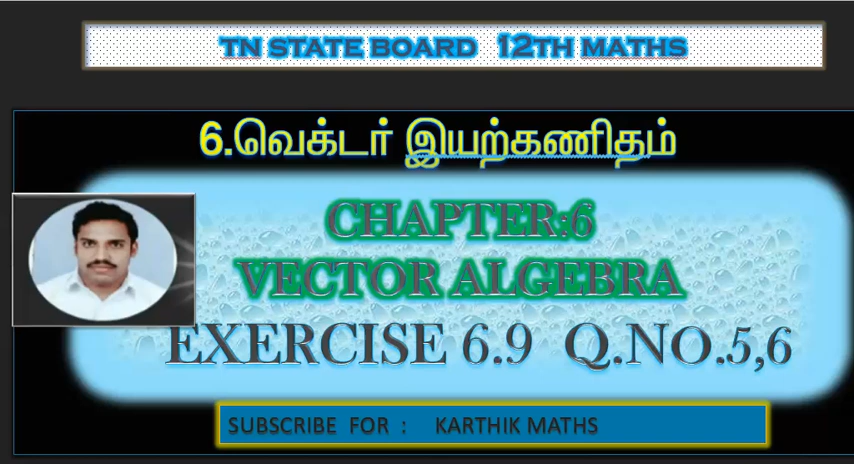 TN STATE BOARD 12TH MATHS
6.வெக்டர் இயற்கணிதம்
CHAPTER:6
VECTOR ALGEBRA
EXERCISE 6.9 Q.NO.5,6
SUBSCRIBE FOR : KARTHIK MATHS